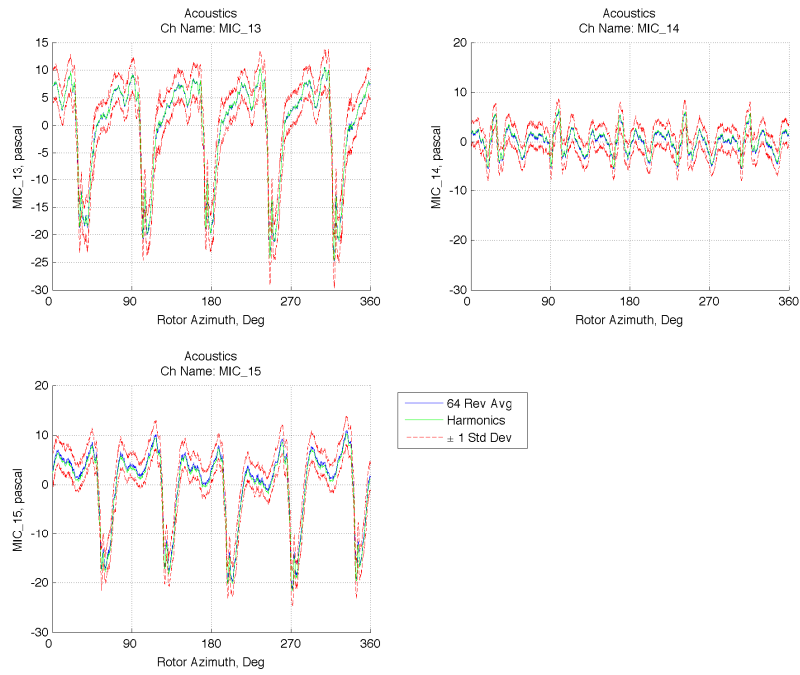 Acoustics
Ch Name: MIC_13
MIC_13, pascal
15
10
5
0
-5
-10
-15
-20
-25
-30
0 90 180 270 360
Rotor Azimuth, Deg
Acoustics
Ch Name: MIC_14
MIC_14, pascal
20
10
0
-10
-20
-30
0 90 180 270 360
Rotor Azimuth, Deg
Acoustics
Ch Name: MIC_15
MIC_15, pascal
20
10
0
-10
-20
-30
0 90 180 270 360
Rotor Azimuth, Deg
64 Rev Avg
Harmonics
± 1 Std Dev